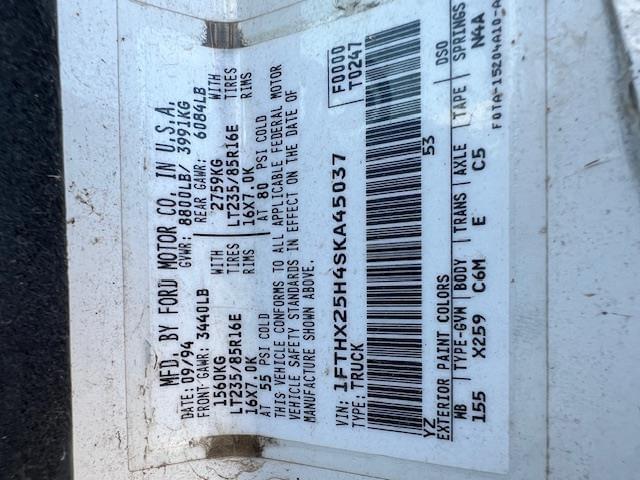 MFD. BY FORD MOTOR CO. IN U.S.A.
DATE: 09/94 GVWR: 8800LB/ 3991KG
FRONT GAWR: 3440LB REAR GAWR: 6084LB
1560KG WITH 2759KG WITH
LT235/85R16E TIRES LT235/85R16E TIRES
16X7.0K RIMS 16X7.0K RIMS
AT 55 PSI COLD AT 80 PSI COLD
THIS VEHICLE CONFORMS TO ALL APPLICABLE FEDERAL MOTOR
VEHICLE SAFETY STANDARDS IN EFFECT ON THE DATE OF
MANUFACTURE SHOWN ABOVE.
VIN: 1FTHX25H4SKA45037 F0000
TYPE: TRUCK T0247
YZ 53
EXTERIOR PAINT COLORS DSO
WB TYPE-GVM BODY TRANS AXLE TAPE SPRINGS
155 X259 C6M E C5 N4A
F0TA-15204A10-A